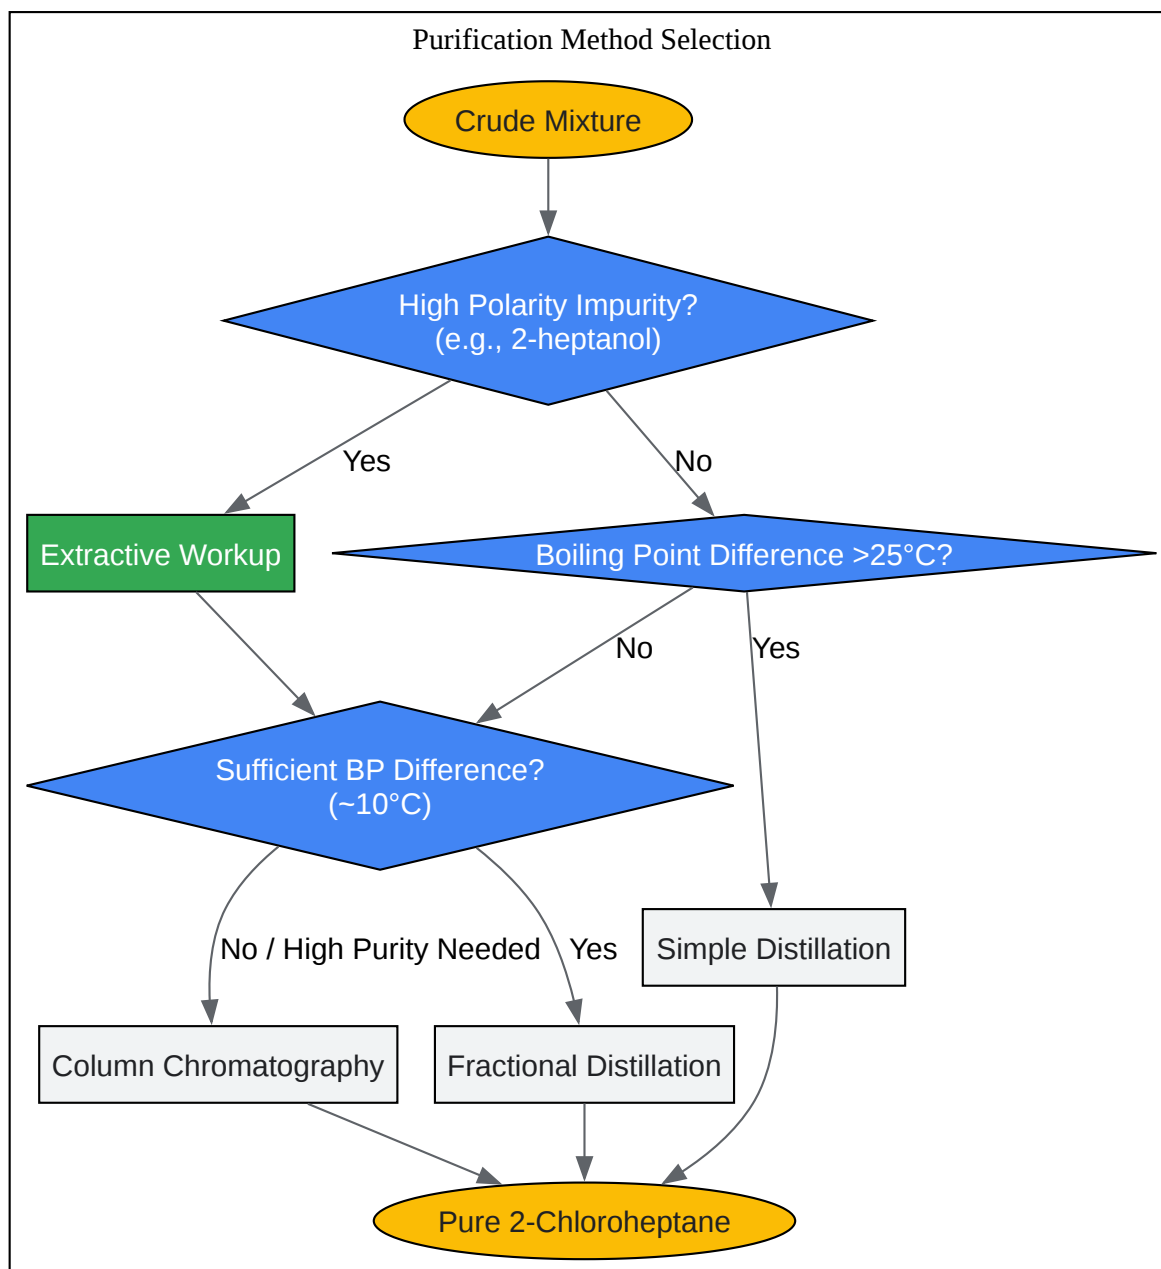 Purification Method Selection
Crude Mixture
High Polarity Impurity?
(e.g., 2-heptanol)
Yes
No
Extractive Workup
Boiling Point Difference >25°C?
No
Yes
Sufficient BP Difference?
(~10°C)
No / High Purity Needed
Yes
Simple Distillation
Column Chromatography
Fractional Distillation
Pure 2-Chloroheptane